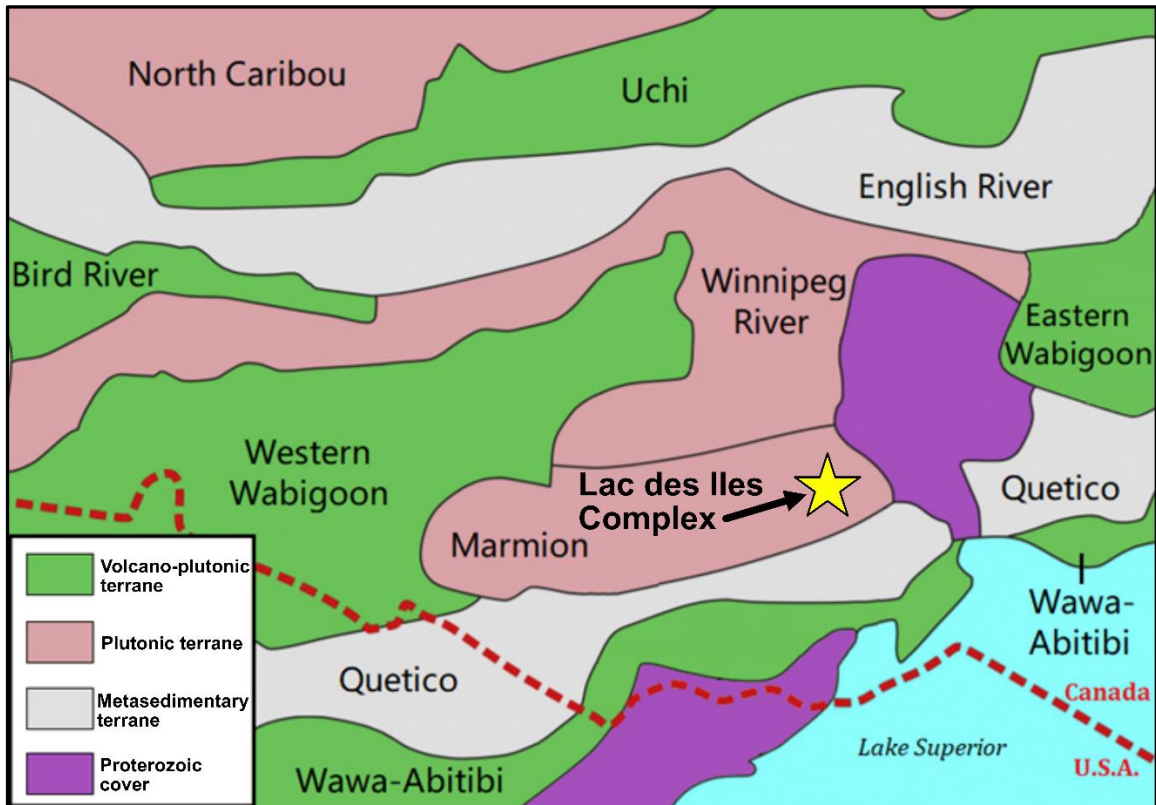 North Caribou
Uchi
English River
Bird River
Winnipeg
River
Eastern
Wabigoon
Western
Wabigoon
Lac des Iles
Complex
Quetico
Marmion
Wawa-
Abitibi
Quetico
Canada
Lake Superior
U.S.A.
Wawa-Abitibi
Volcano-plutonic
terrane
Plutonic terrane
Metasedimentary
terrane
Proterozoic
cover